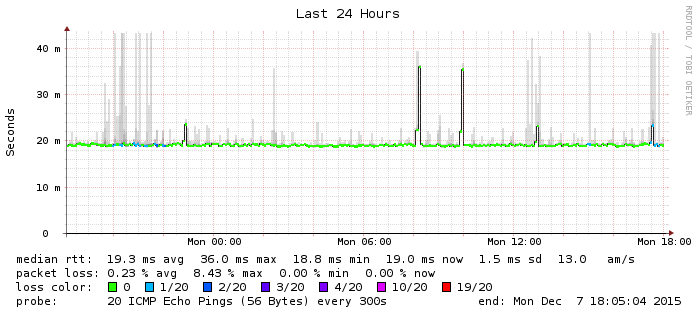 Last 24 Hours
RRDTOOL / TOBI OETIKER
Seconds
40 m
30 m
20 m
10 m
0
Mon 00:00 Mon 06:00 Mon 12:00 Mon 18:00
median rtt: 19.3 ms avg 36.0 ms max 18.8 ms min 19.0 ms now 1.5 ms sd 13.0 am/s
packet loss: 0.23 % avg 8.43 % max 0.00 % min 0.00 % now
loss color: 0 1/20 2/20 3/20 4/20 10/20 19/20
probe: 20 ICMP Echo Pings (56 Bytes) every 300s end: Mon Dec 7 18:05:04 2015